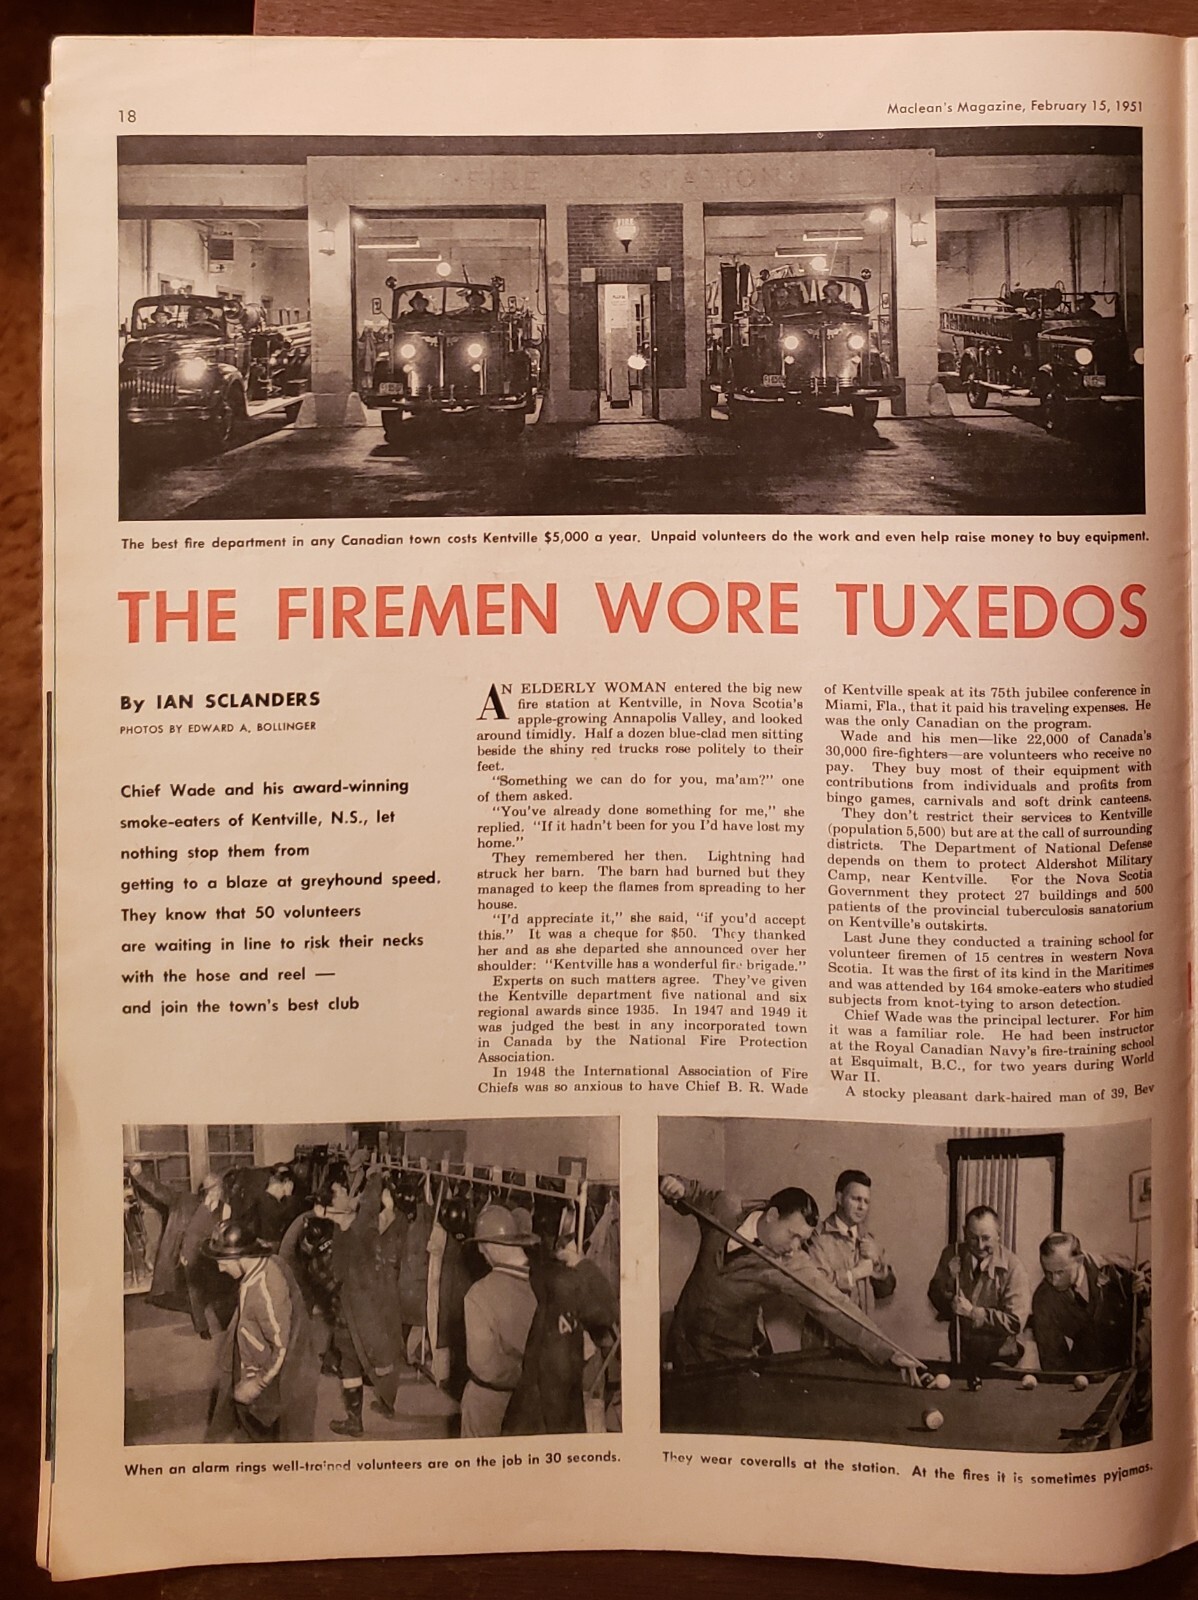 18
Maclean's Magazine, February 15, 1951
FIRE STATION
FIRE
The best fire department in any Canadian town costs Kentville $5,000 a year. Unpaid volunteers do the work and even help raise money to buy equipment.
THE FIREMEN WORE TUXEDOS
By IAN SCLANDERS
PHOTOS BY EDWARD A. BOLLINGER
Chief Wade and his award-winning
smoke-eaters of Kentville, N.S., let
nothing stop them from
getting to a blaze at greyhound speed.
They know that 50 volunteers
are waiting in line to risk their necks
with the hose and reel —
and join the town's best club
AN ELDERLY WOMAN entered the big new
fire station at Kentville, in Nova Scotia's
apple-growing Annapolis Valley, and looked
around timidly. Half a dozen blue-clad men sitting
beside the shiny red trucks rose politely to their
feet.
"Something we can do for you, ma'am?" one
of them asked.
"You've already done something for me," she
replied. "If it hadn't been for you I'd have lost my
home."
They remembered her then. Lightning had
struck her barn. The barn had burned but they
managed to keep the flames from spreading to her
house.
"I'd appreciate it," she said, "if you'd accept
this." It was a cheque for $50. They thanked
her and as she departed she announced over her
shoulder: "Kentville has a wonderful fire brigade."
Experts on such matters agree. They've given
the Kentville department five national and six
regional awards since 1935. In 1947 and 1949 it
was judged the best in any incorporated town
in Canada by the National Fire Protection
Association.
In 1948 the International Association of Fire
Chiefs was so anxious to have Chief B. R. Wade
of Kentville speak at its 75th jubilee conference in
Miami, Fla., that it paid his traveling expenses. He
was the only Canadian on the program.
Wade and his men—like 22,000 of Canada's
30,000 fire-fighters—are volunteers who receive no
pay. They buy most of their equipment with
contributions from individuals and profits from
bingo games, carnivals and soft drink canteens.
They don't restrict their services to Kentville
(population 5,500) but are at the call of surrounding
districts. The Department of National Defense
depends on them to protect Aldershot Military
Camp, near Kentville. For the Nova Scotia
Government they protect 27 buildings and 500
patients of the provincial tuberculosis sanatorium
on Kentville's outskirts.
Last June they conducted a training school for
volunteer firemen of 15 centres in western Nova
Scotia. It was the first of its kind in the Maritimes
and was attended by 164 smoke-eaters who studied
subjects from knot-tying to arson detection.
Chief Wade was the principal lecturer. For him
it was a familiar role. He had been instructor
at the Royal Canadian Navy's fire-training school
at Esquimalt, B.C., for two years during World
War II.
A stocky pleasant dark-haired man of 39, Bev
When an alarm rings well-trained volunteers are on the job in 30 seconds.
They wear coveralls at the station. At the fires it is sometimes pyjamas.